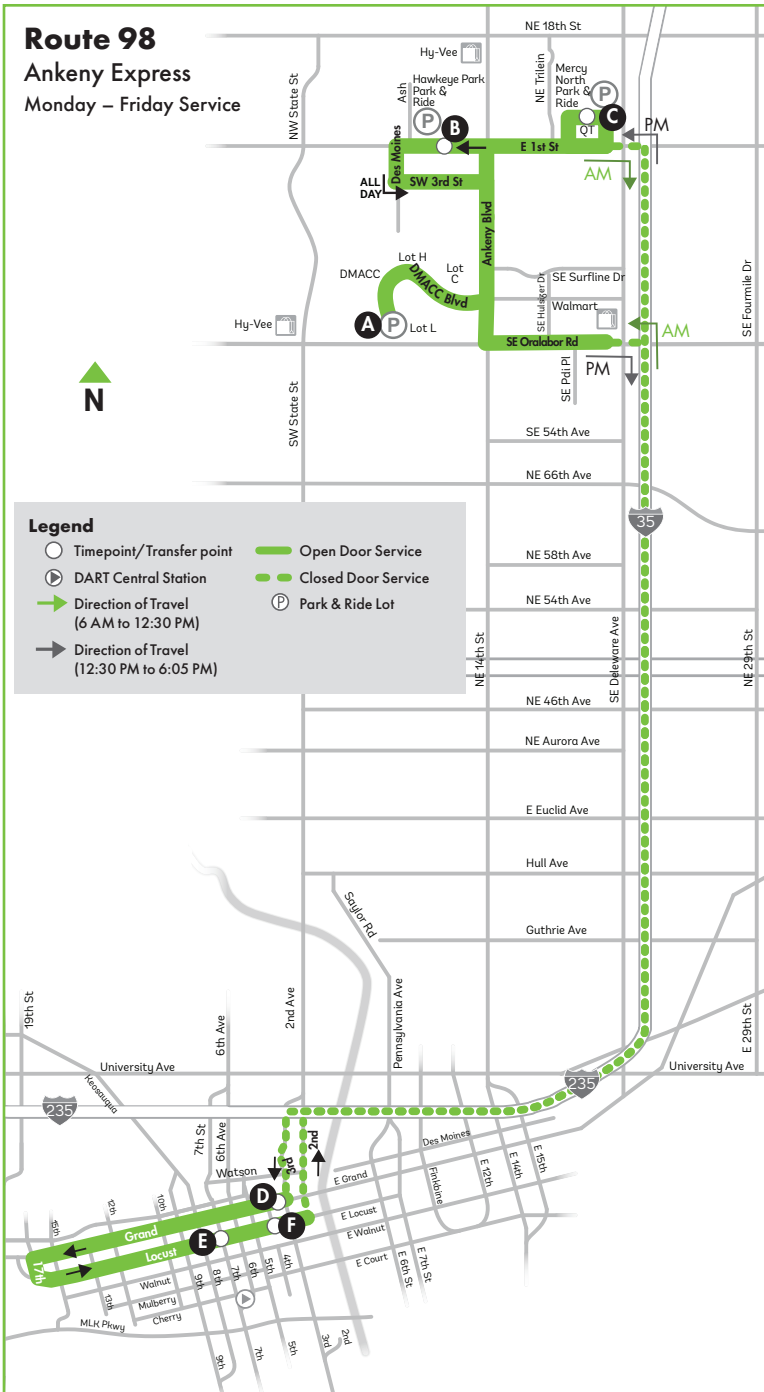 Route 98
Ankeny Express
Monday – Friday Service
NE 18th St
Hy-Vee
NW State St
Ash
Hawkeye Park
Park &
Ride
P
B
NE Trilein
Mercy
North
Park &
Ride
P
C
QT
PM
E 1st St
AM
Des Moines
ALL
DAY
SW 3rd St
Ankeny Blvd
Lot H
DMACC
Lot
C
DMACC Blvd
SE Surfline Dr
SE Hulsizer Dr
Walmart
SE Fourmile Dr
Hy-Vee
A
P
Lot L
SE Oralabor Rd
AM
PM
SE Pdi Pl
N
SW State St
SE 54th Ave
NE 66th Ave
35
Legend
Timepoint/Transfer point
DART Central Station
Direction of Travel
(6 AM to 12:30 PM)
Direction of Travel
(12:30 PM to 6:05 PM)
Open Door Service
Closed Door Service
P
Park & Ride Lot
NE 58th Ave
NE 54th Ave
NE 14th St
SE Deleware Ave
NE 29th St
NE 46th Ave
NE Aurora Ave
E Euclid Ave
Hull Ave
Saylor Rd
Guthrie Ave
19th St
6th Ave
2nd Ave
Pennsylvania Ave
E 29th St
University Ave
University Ave
Keosauqua
235
235
7th St
6th Ave
3rd
2nd
Des Moines
E 14th
E 15th
Watson
E Grand
Finkbine
E 12th
D
E Locust
F
E Walnut
E
E Court
E 6th St
E 7th St
15th
12th
10th
Grand
Locust
17th
Walnut
9th
8th
7th
6th
5th
4th
13th
Mulberry
Cherry
MLK Pkwy
9th
7th
5th
3rd
2nd